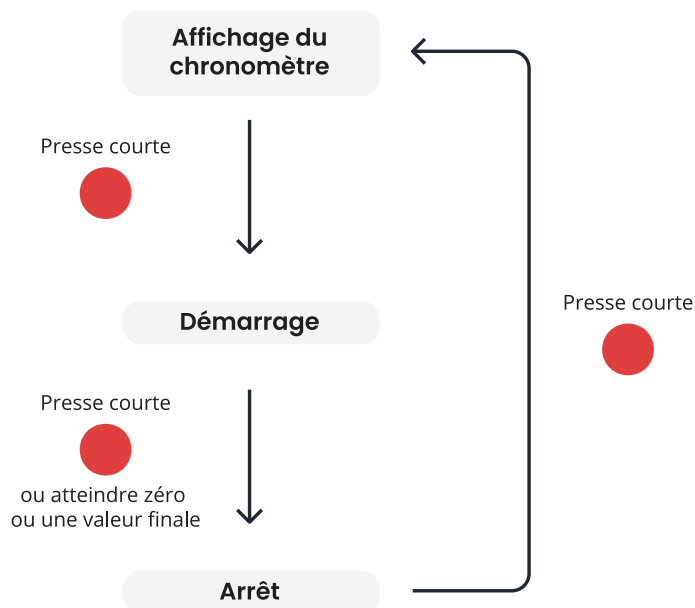 Affichage du
chronomètre
Presse courte
Démarrage
Presse courte
Presse courte
ou atteindre zéro
ou une valeur finale
Arrêt